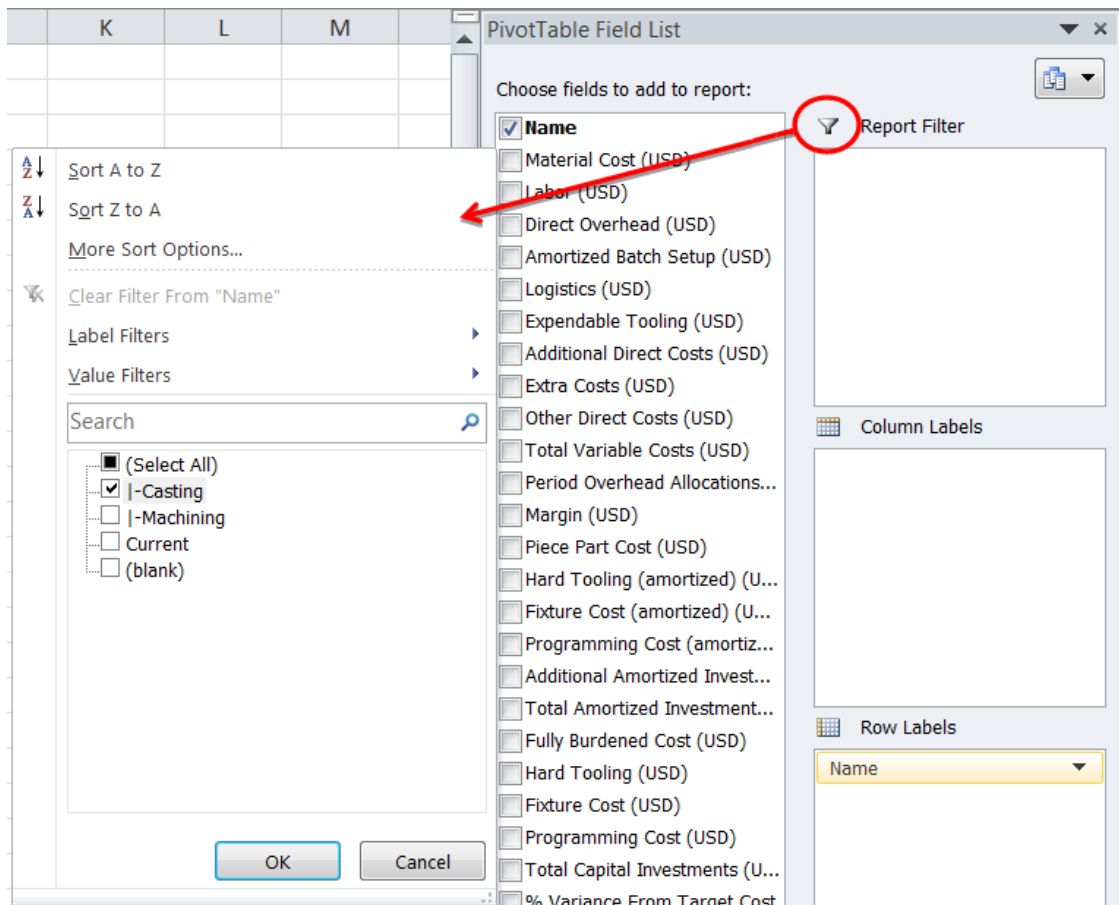 K L M
PivotTable Field List
Choose fields to add to report:
Name
Material Cost (USD)
Labor (USD)
Direct Overhead (USD)
Amortized Batch Setup (USD)
Logistics (USD)
Expendable Tooling (USD)
Additional Direct Costs (USD)
Extra Costs (USD)
Other Direct Costs (USD)
Total Variable Costs (USD)
Period Overhead Allocations...
Margin (USD)
Piece Part Cost (USD)
Hard Tooling (amortized) (U...
Fixture Cost (amortized) (U...
Programming Cost (amortiz...
Additional Amortized Invest...
Total Amortized Investment...
Fully Burdened Cost (USD)
Hard Tooling (USD)
Fixture Cost (USD)
Programming Cost (USD)
Total Capital Investments (U...
% Variance From Target Cost
Report Filter
Column Labels
Row Labels
Name
Sort A to Z
Sort Z to A
More Sort Options...
Clear Filter From "Name"
Label Filters
Value Filters
Search
(Select All)
|-Casting
|-Machining
Current
(blank)
OK
Cancel